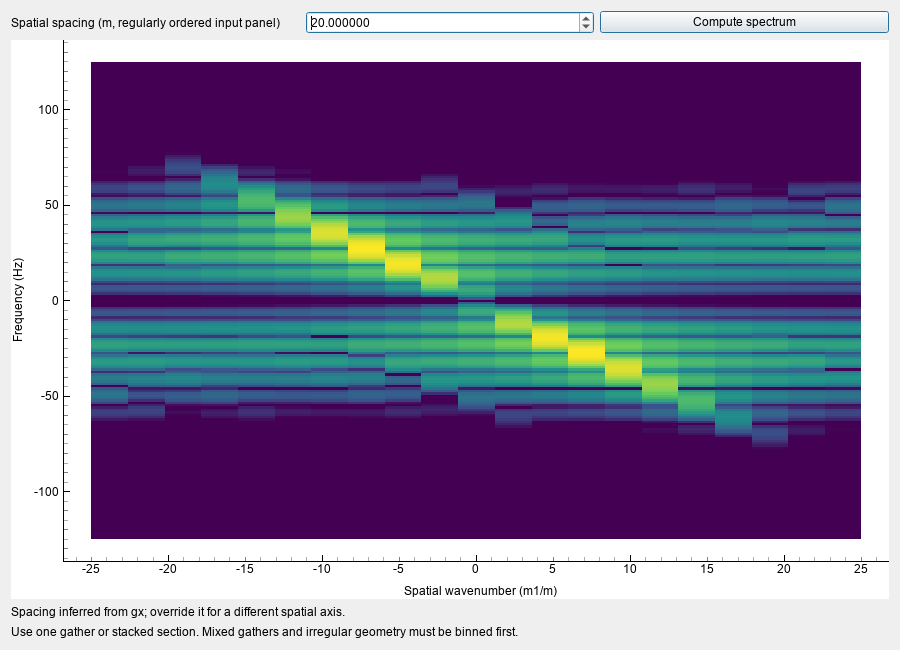 Spatial spacing (m, regularly ordered input panel)
20.000000
Compute spectrum
100
50
0
-50
-100
Frequency (Hz)
-25
-20
-15
-10
-5
0
5
10
15
20
25
Spatial wavenumber (m1/m)
Spacing inferred from gx; override it for a different spatial axis.
Use one gather or stacked section. Mixed gathers and irregular geometry must be binned first.